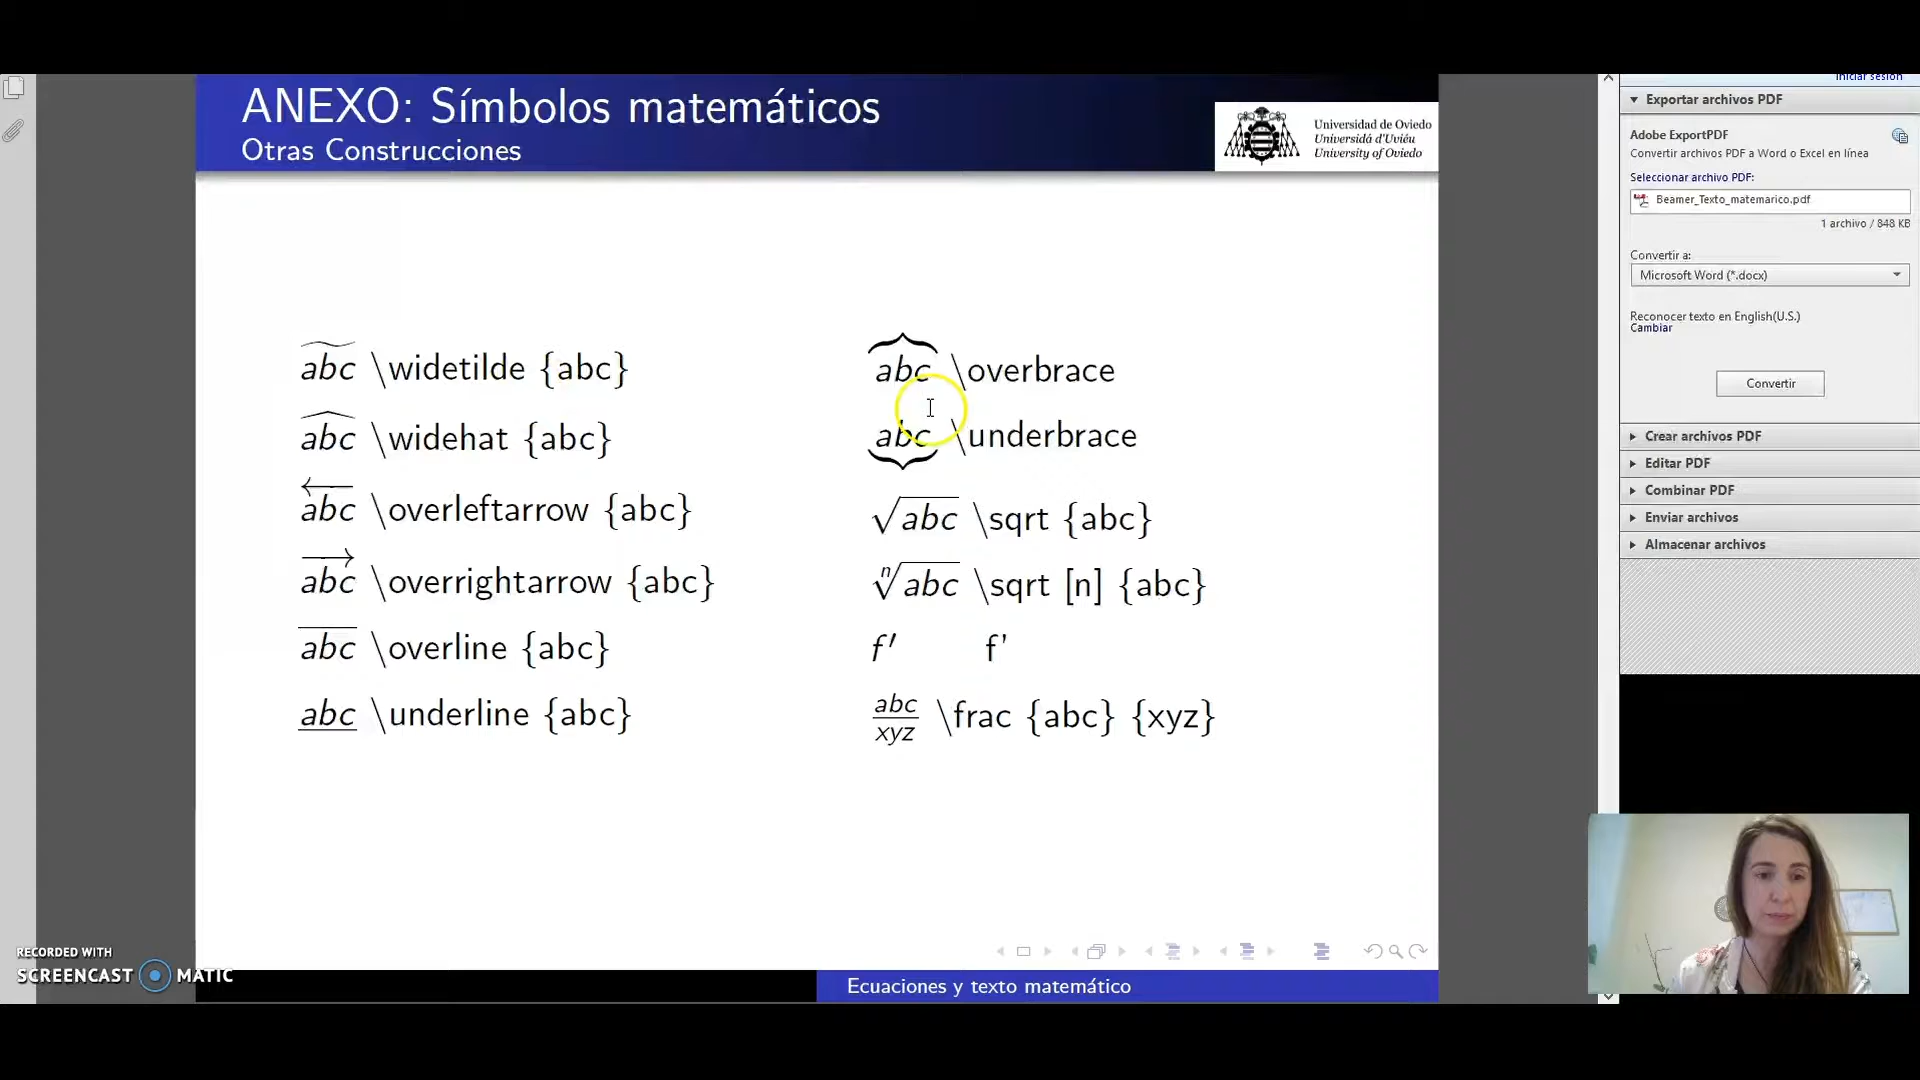 ANEXO: Símbolos matemáticos
Otras Construcciones
Universidad de Oviedo
Universidá d'Uviéu
University of Oviedo
abc \widetilde {abc}
abc \widehat {abc}
abc \overleftarrow {abc}
abc \overrightarrow {abc}
abc \overline {abc}
abc \underline {abc}
abc \overbrace
abc \underbrace
√abc \sqrt {abc}
n√abc \sqrt [n] {abc}
f′ f'
abc
xyz \frac {abc} {xyz}
Ecuaciones y texto matemático
Iniciar sesión
Exportar archivos PDF
Adobe ExportPDF
Convertir archivos PDF a Word o Excel en línea
Seleccionar archivo PDF:
Beamer_Texto_matemarico.pdf
1 archivo / 848 KB
Convertir a:
Microsoft Word (*.docx)
Reconocer texto en English(U.S.)
Cambiar
Convertir
Crear archivos PDF
Editar PDF
Combinar PDF
Enviar archivos
Almacenar archivos
RECORDED WITH
SCREENCAST MATIC